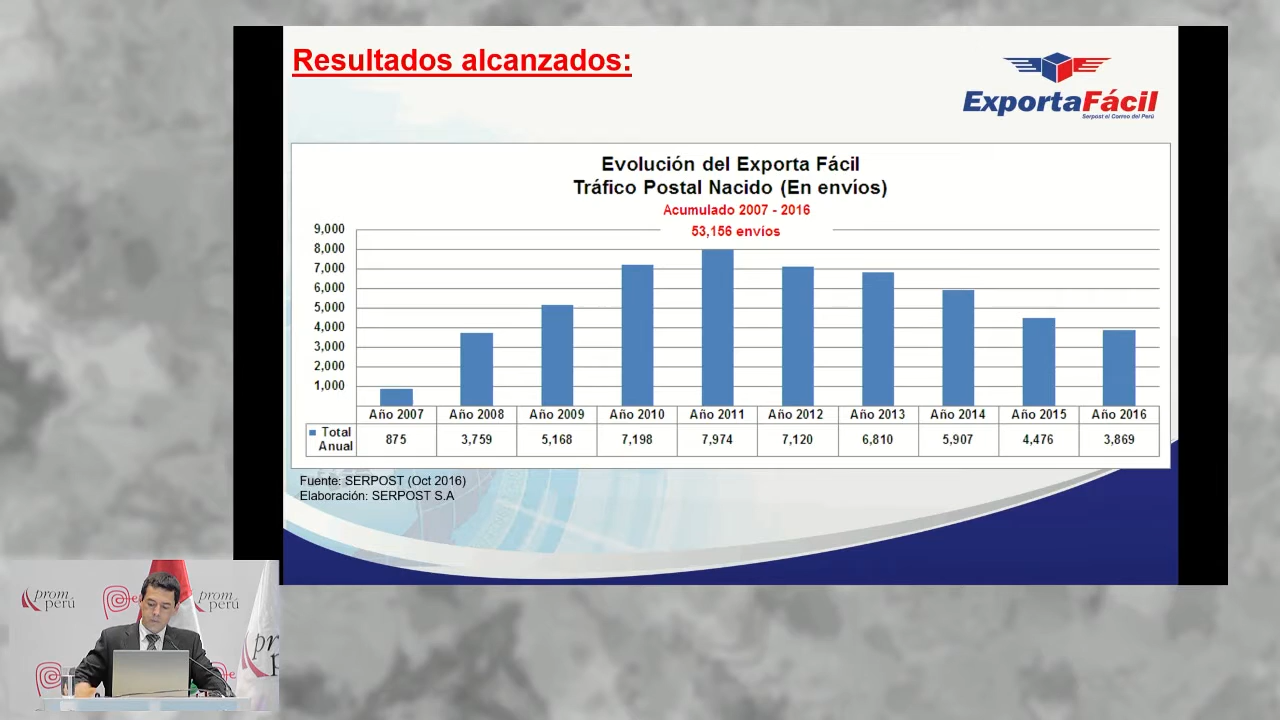 Resultados alcanzados:
ExportaFácil
Serpost el Correo del Perú
Evolución del Exporta Fácil
Tráfico Postal Nacido (En envíos)
Acumulado 2007 - 2016
53,156 envíos
9,000
8,000
7,000
6,000
5,000
4,000
3,000
2,000
1,000
Año 2007 Año 2008 Año 2009 Año 2010 Año 2011 Año 2012 Año 2013 Año 2014 Año 2015 Año 2016
Total Anual 875 3,759 5,168 7,198 7,974 7,120 6,810 5,907 4,476 3,869
Fuente: SERPOST (Oct 2016)
Elaboración: SERPOST S.A
prom perú
prom perú